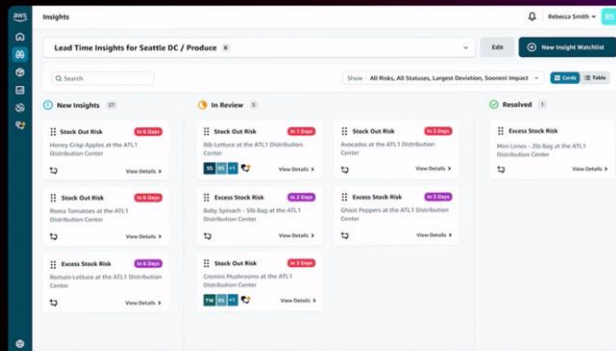 aws
Insights
Rebecca Smith
RS
Lead Time Insights for Seattle DC / Produce
Edit
New Insight Watchlist
Search
Show All Risks, All Statuses, Largest Deviation, Soonest Impact
Cards
Table
New Insights 27
Stock Out Risk
In 6 Days
Honey Crisp Apples at the ATL1
Distribution Center
View Details
Stock Out Risk
In 6 Days
Roma Tomatoes at the ATL1
Distribution Center
View Details
Excess Stock Risk
In 6 Days
Romain Lettuce at the ATL1 Distribution
Center
View Details
In Review 5
Stock Out Risk
In 1 Days
Bib Lettuce at the ATL1 Distribution
Center
SS RS +1
View Details
Excess Stock Risk
In 2 Days
Baby Spinach - 5lb Bag at the ATL1
Distribution Center
View Details
Stock Out Risk
In 3 Days
Cremini Mushrooms at the ATL1
Distribution Center
TW RS +1
View Details
Stock Out Risk
In 3 Days
Avocados at the ATL1 Distribution
Center
View Details
Excess Stock Risk
In 3 Days
Ghost Peppers at the ATL1 Distribution
Center
View Details
Resolved 1
Excess Stock Risk
Mini Limes - 2lb Bag at the ATL1
Distribution Center
View Details